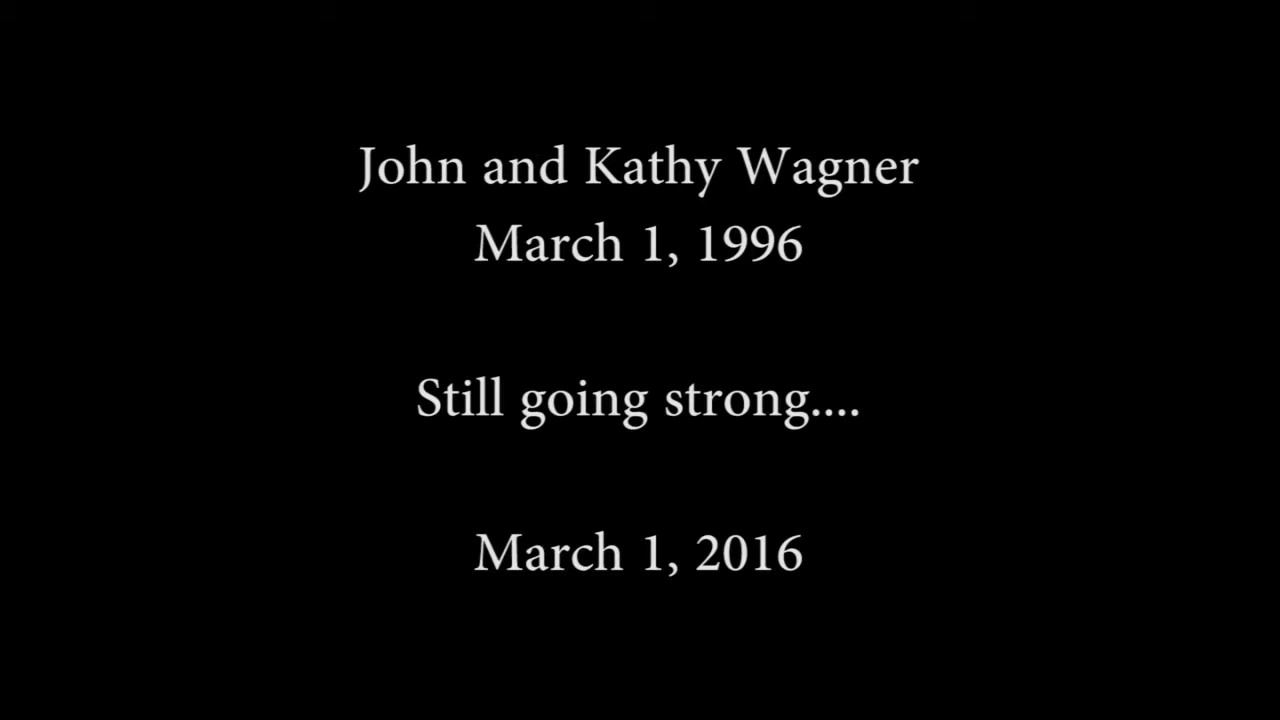 John and Kathy Wagner
March 1, 1996
Still going strong....
March 1, 2016